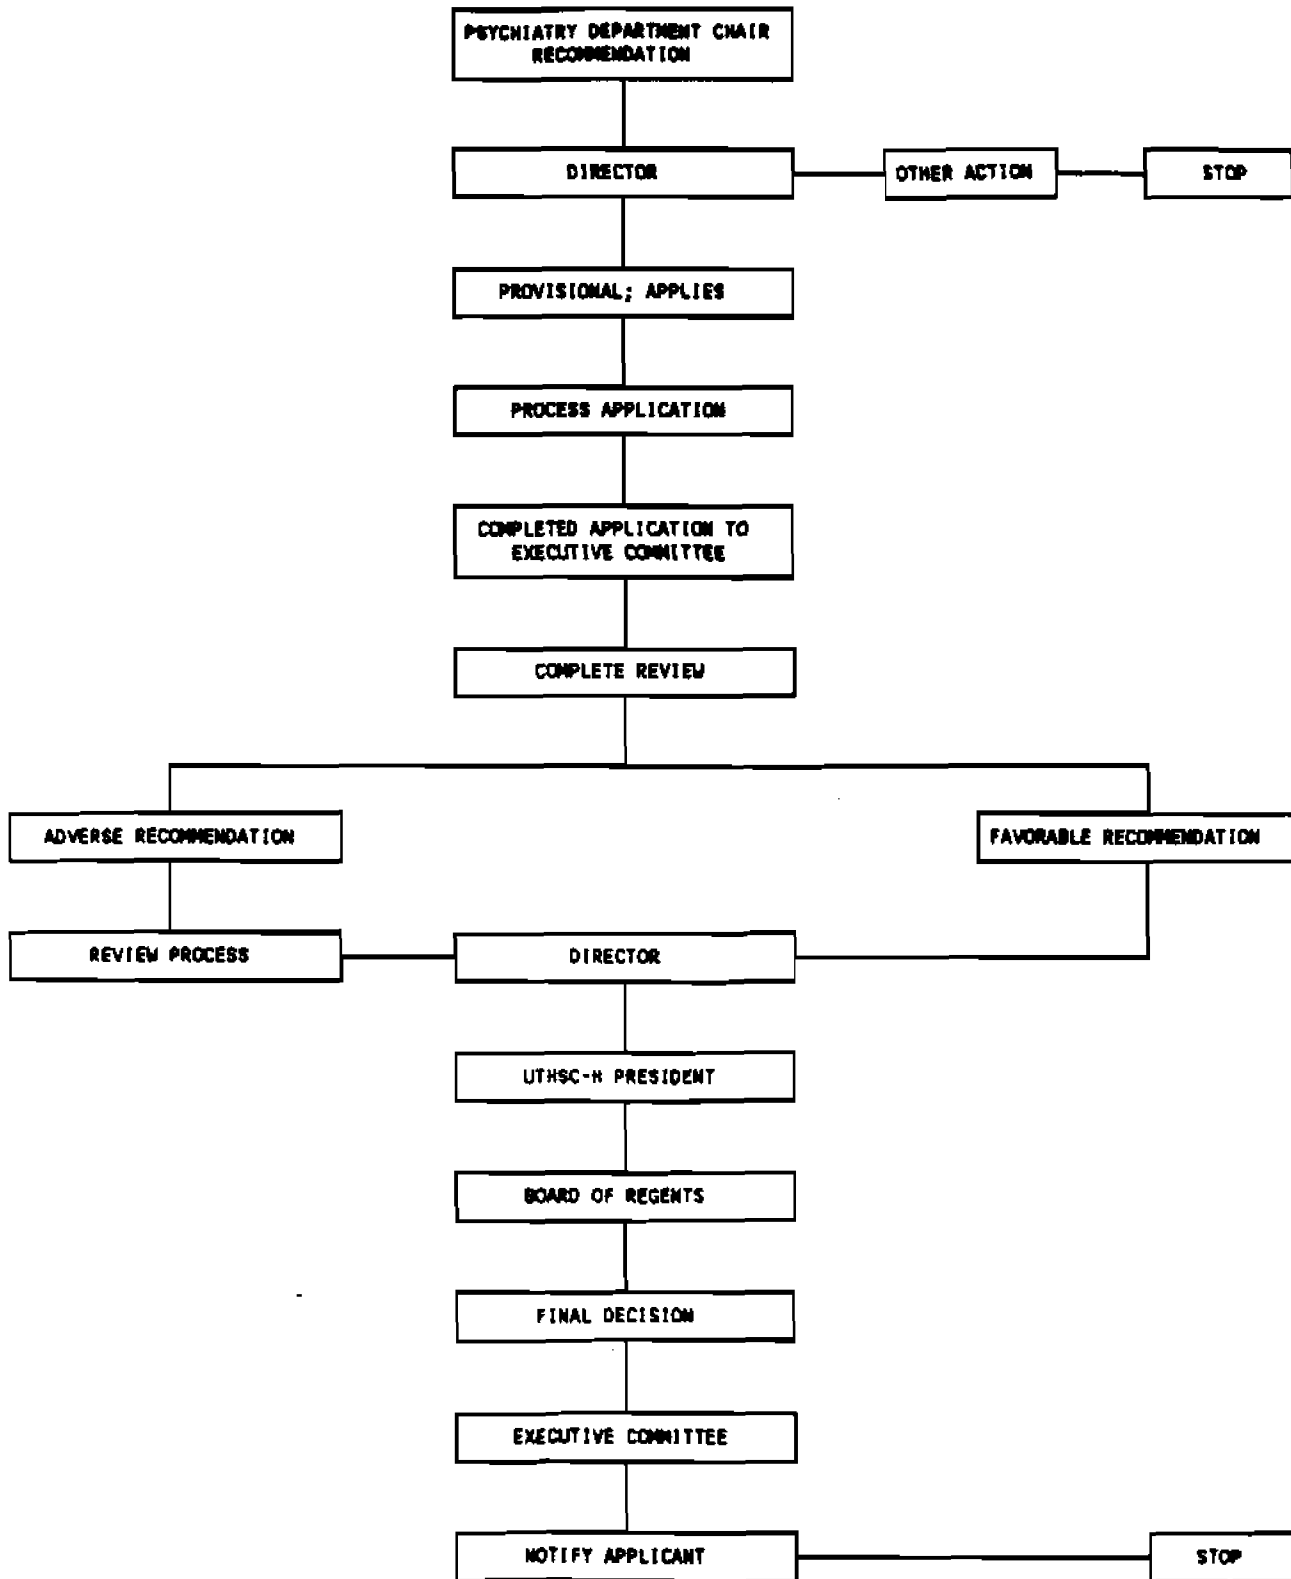 PSYCHIATRY DEPARTMENT CHAIR
RECOMMENDATION
DIRECTOR
OTHER ACTION
STOP
PROVISIONAL; APPLIES
PROCESS APPLICATION
COMPLETED APPLICATION TO
EXECUTIVE COMMITTEE
COMPLETE REVIEW
ADVERSE RECOMMENDATION
FAVORABLE RECOMMENDATION
REVIEW PROCESS
DIRECTOR
UTHSC-H PRESIDENT
BOARD OF REGENTS
FINAL DECISION
EXECUTIVE COMMITTEE
NOTIFY APPLICANT
STOP